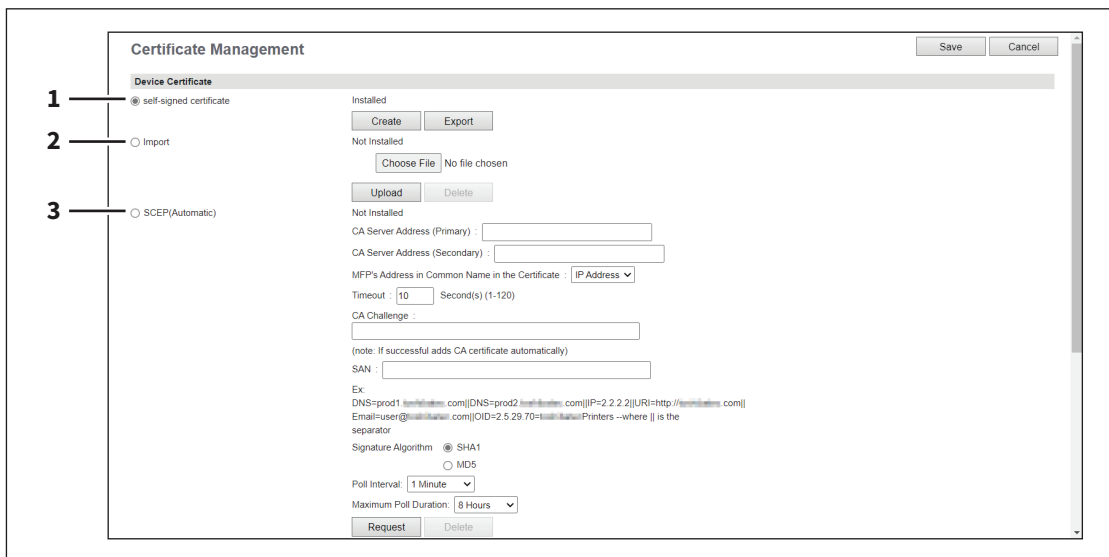 Certificate Management
Save Cancel
Device Certificate
1 self-signed certificate Installed
Create Export
2 Import Not Installed
Choose File No file chosen
Upload Delete
3 SCEP(Automatic) Not Installed
CA Server Address (Primary) :
CA Server Address (Secondary) :
MFP's Address in Common Name in the Certificate : IP Address
Timeout : 10 Second(s) (1-120)
CA Challenge :
(note: If successful adds CA certificate automatically)
SAN :
Ex:
DNS=prod1. .com||DNS=prod2. .com||IP=2.2.2.2||URI=http:// .com||
Email=user@ .com||OID=2.5.29.70= Printers --where || is the
separator
Signature Algorithm SHA1
MD5
Poll Interval: 1 Minute
Maximum Poll Duration: 8 Hours
Request Delete